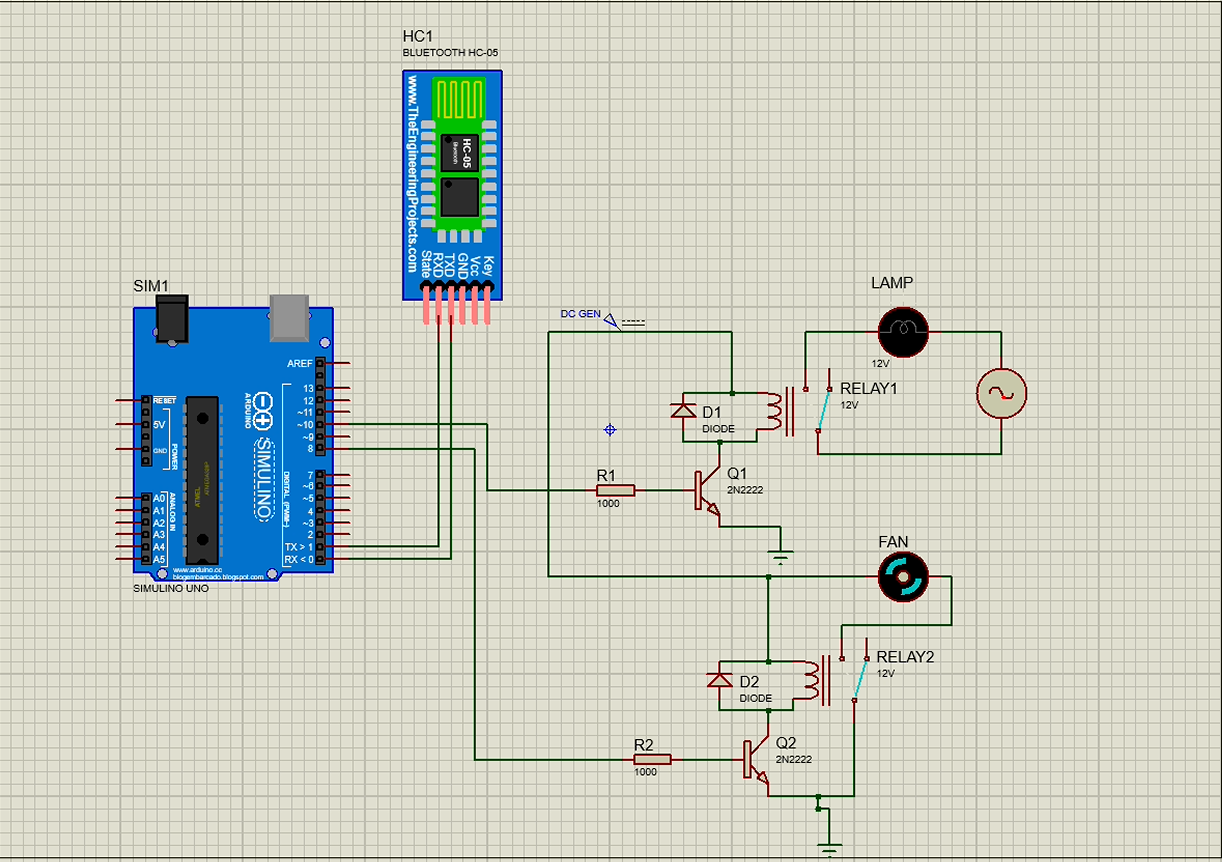 HC1
BLUETOOTH HC-05
www.TheEngineeringProjects.com
HC-05
Bluetooth
State
RXD
TXD
GND
Vcc
Key
SIM1
AREF
13
12
~11
~10
~9
8
7
~6
~5
4
~3
2
TX > 1
RX < 0
RESET
5V
GND
POWER
A0
A1
A2
A3
A4
A5
ANALOG IN
ATMEL
ARDUINO
SIMULINO
DIGITAL (PWM~)
www.arduino.cc
blogembarcado.blogspot.com
SIMULINO UNO
DC GEN
LAMP
12V
RELAY1
12V
D1
DIODE
R1
1000
Q1
2N2222
FAN
RELAY2
12V
D2
DIODE
R2
1000
Q2
2N2222